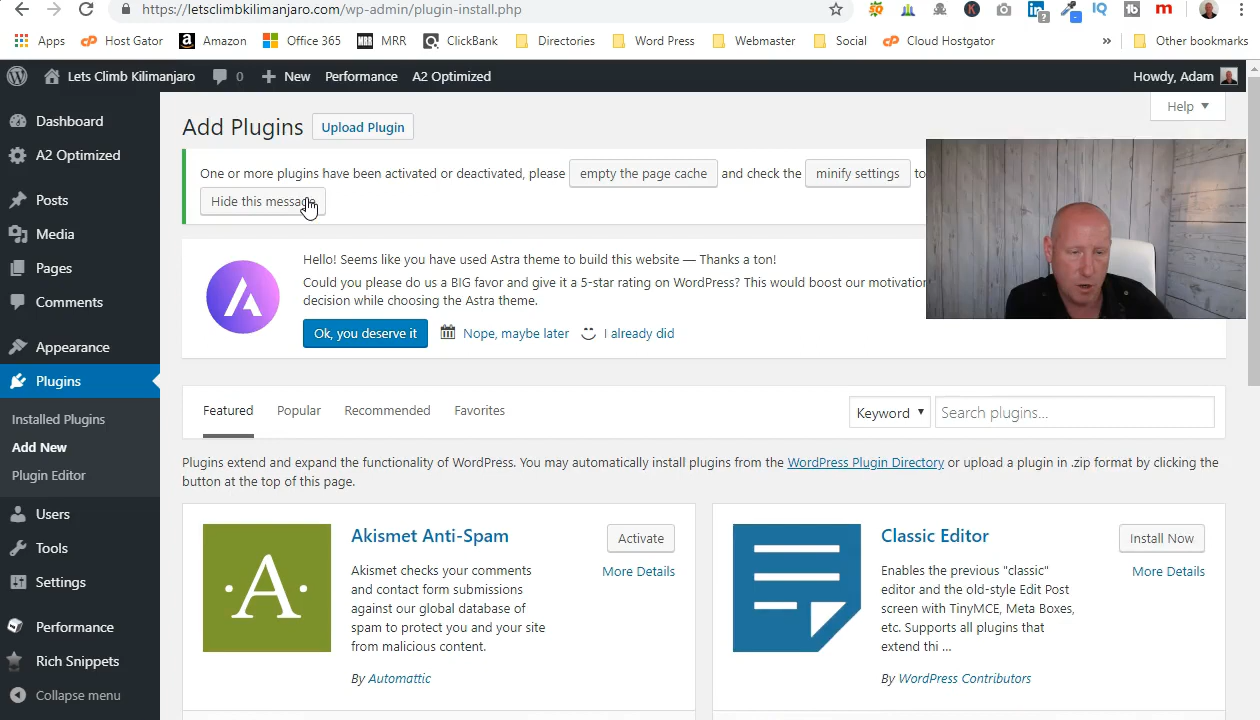 https://letsclimbkilimanjaro.com/wp-admin/plugin-install.php
Apps Host Gator Amazon Office 365 MRR ClickBank Directories Word Press Webmaster Social Cloud Hostgator » Other bookmarks
Lets Climb Kilimanjaro 0 New Performance A2 Optimized Howdy, Adam
Help
Dashboard
A2 Optimized
Posts
Media
Pages
Comments
Appearance
Plugins
Installed Plugins
Add New
Plugin Editor
Users
Tools
Settings
Performance
Rich Snippets
Collapse menu
Add Plugins Upload Plugin
One or more plugins have been activated or deactivated, please empty the page cache and check the minify settings to
Hide this message
Hello! Seems like you have used Astra theme to build this website — Thanks a ton!
Could you please do us a BIG favor and give it a 5-star rating on WordPress? This would boost our motivation
decision while choosing the Astra theme.
Ok, you deserve it Nope, maybe later I already did
Featured Popular Recommended Favorites Keyword Search plugins...
Plugins extend and expand the functionality of WordPress. You may automatically install plugins from the WordPress Plugin Directory or upload a plugin in .zip format by clicking the
button at the top of this page.
A
Akismet Anti-Spam
Activate
More Details
Akismet checks your comments
and contact form submissions
against our global database of
spam to protect you and your site
from malicious content.
By Automattic
Classic Editor
Install Now
More Details
Enables the previous "classic"
editor and the old-style Edit Post
screen with TinyMCE, Meta Boxes,
etc. Supports all plugins that
extend thi ...
By WordPress Contributors